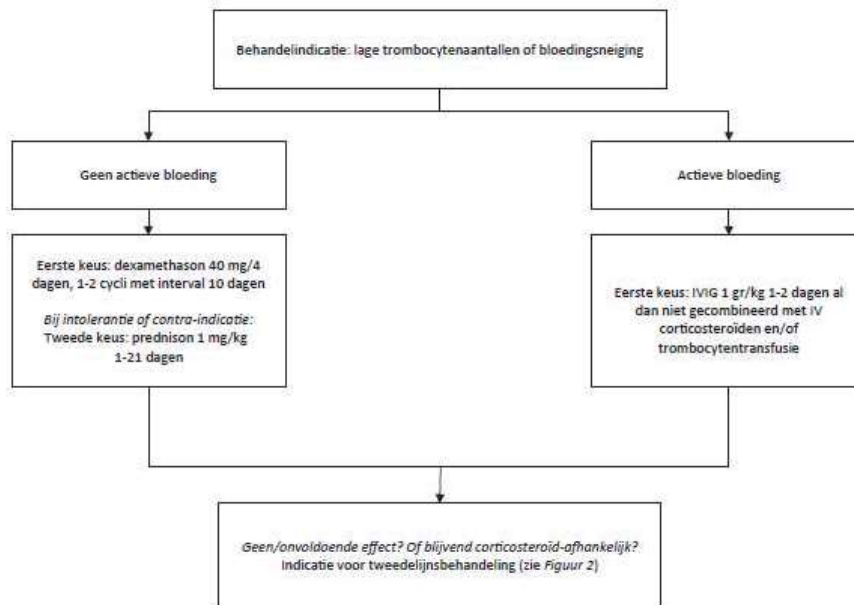 Behandelindicatie: lage trombocytenaantallen of bloedingsneiging
Geen actieve bloeding
Actieve bloeding
Eerste keus: dexamethason 40 mg/4
dagen, 1-2 cycli met interval 10 dagen
Bij intolerantie of contra-indicatie:
Tweede keus: prednison 1 mg/kg
1-21 dagen
Eerste keus: IVIG 1 gr/kg 1-2 dagen al
dan niet gecombineerd met IV
corticosteroïden en/of
trombocytentransfusie
Geen/onvoldoende effect? Of blijvend corticosteroïd-afhankelijk?
Indicatie voor tweedelijnsbehandeling (zie Figuur 2)